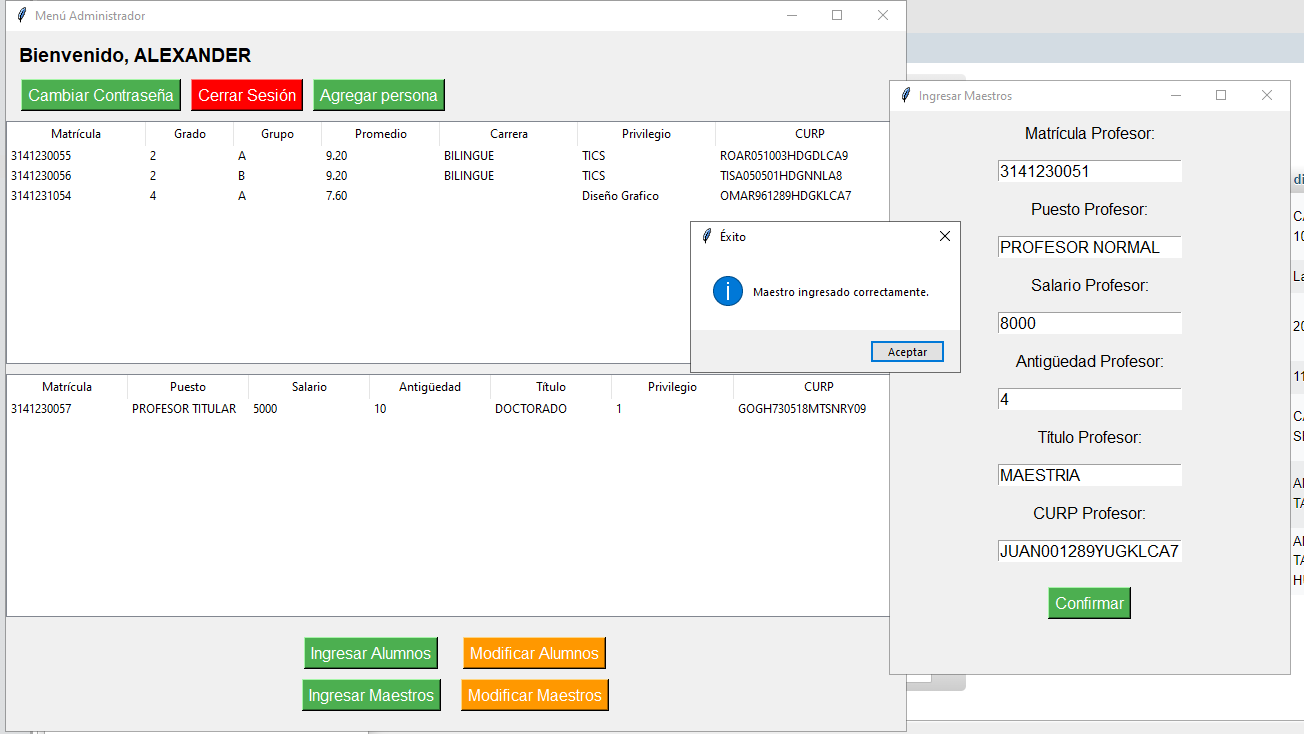 Menú Administrador
Bienvenido, ALEXANDER
Cambiar Contraseña Cerrar Sesión Agregar persona
Matrícula Grado Grupo Promedio Carrera Privilegio CURP
3141230055 2 A 9.20 BILINGUE TICS ROAR051003HDGDLCA9
3141230056 2 B 9.20 BILINGUE TICS TISA050501HDGNNLA8
3141231054 4 A 7.60 Diseño Grafico OMAR961289HDGKLCA7
Matrícula Puesto Salario Antigüedad Título Privilegio CURP
3141230057 PROFESOR TITULAR 5000 10 DOCTORADO 1 GOGH730518MTSNRY09
Ingresar Alumnos Modificar Alumnos
Ingresar Maestros Modificar Maestros
Éxito
Maestro ingresado correctamente.
Aceptar
Ingresar Maestros
Matrícula Profesor:
3141230051
Puesto Profesor:
PROFESOR NORMAL
Salario Profesor:
8000
Antigüedad Profesor:
4
Título Profesor:
MAESTRIA
CURP Profesor:
JUAN001289YUGKLCA7
Confirmar